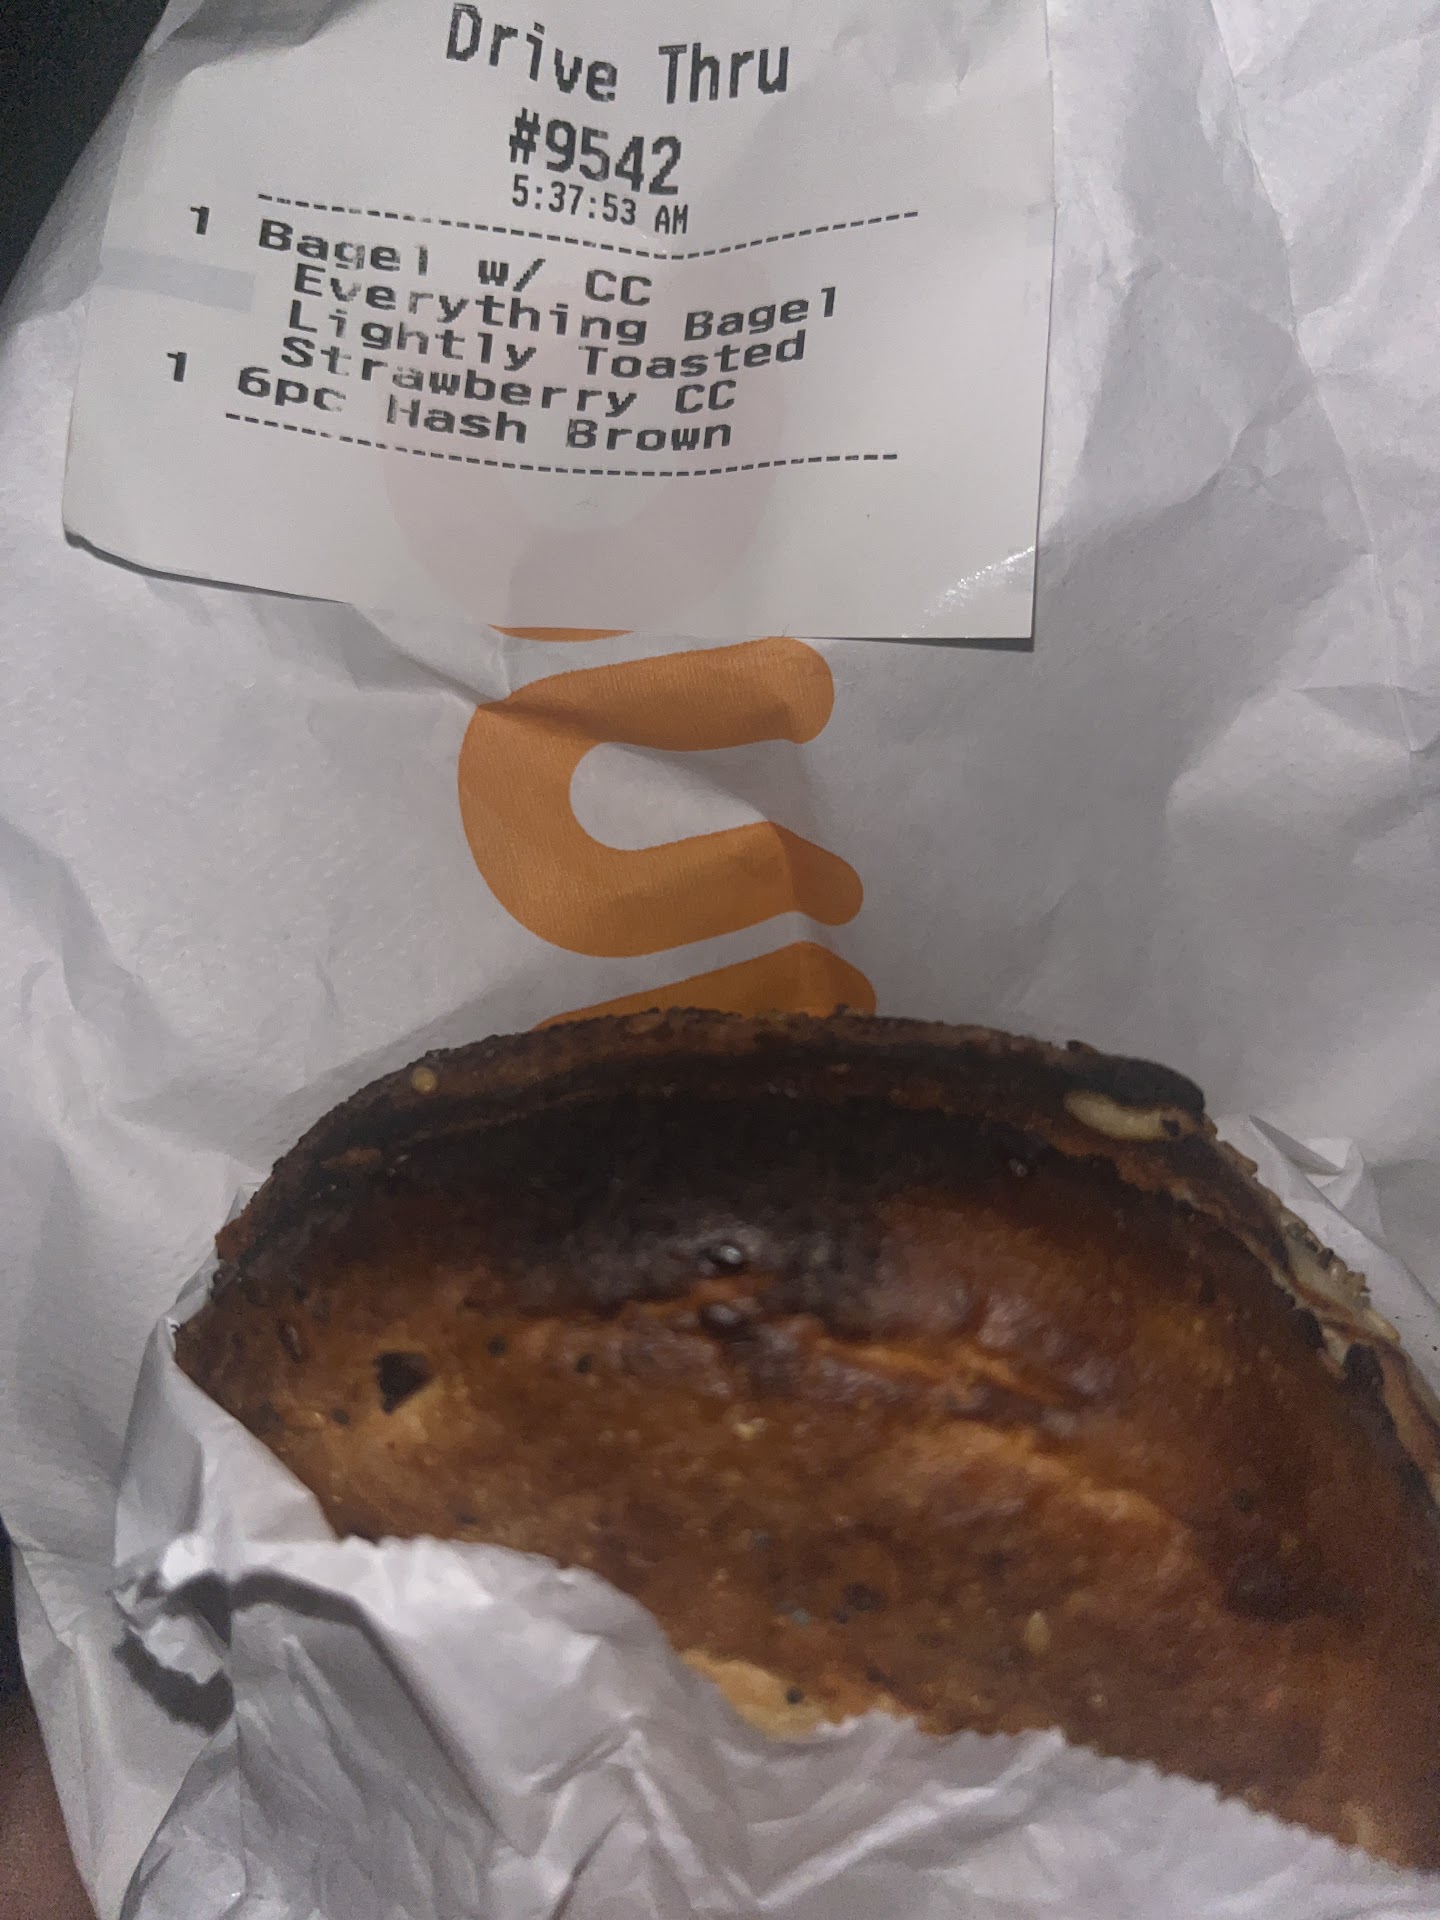 Drive Thru
#9542
5:37:53 AM
1 Bagel w/ CC
Everything Bagel
Lightly Toasted
Strawberry CC
1 6pc Hash Brown